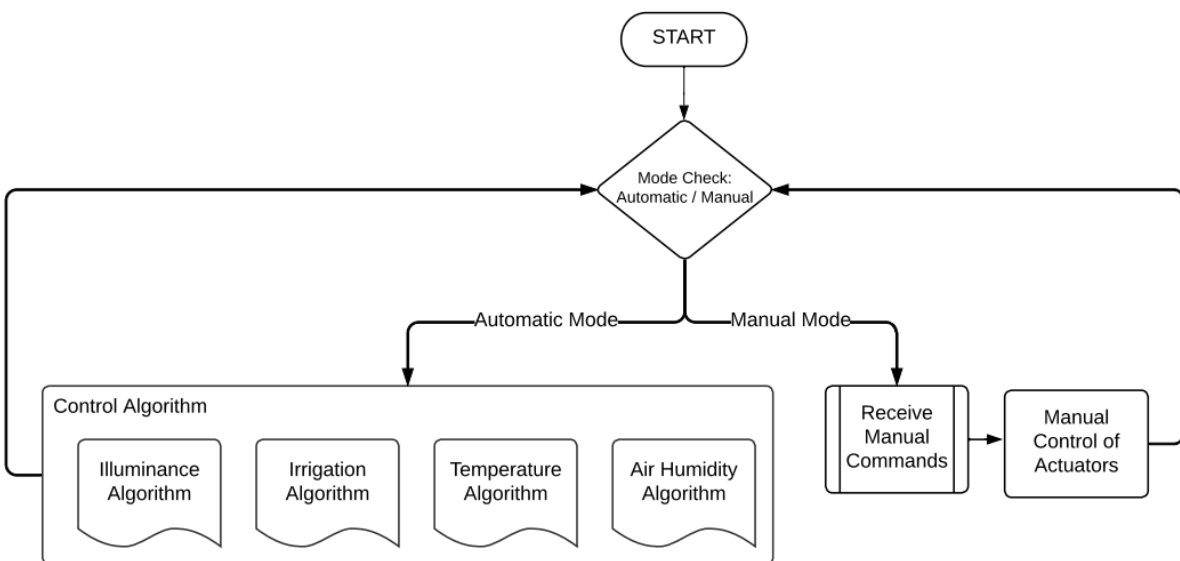 START
Mode Check:
Automatic / Manual
Automatic Mode
Manual Mode
Control Algorithm
Illuminance
Algorithm
Irrigation
Algorithm
Temperature
Algorithm
Air Humidity
Algorithm
Receive
Manual
Commands
Manual
Control of
Actuators